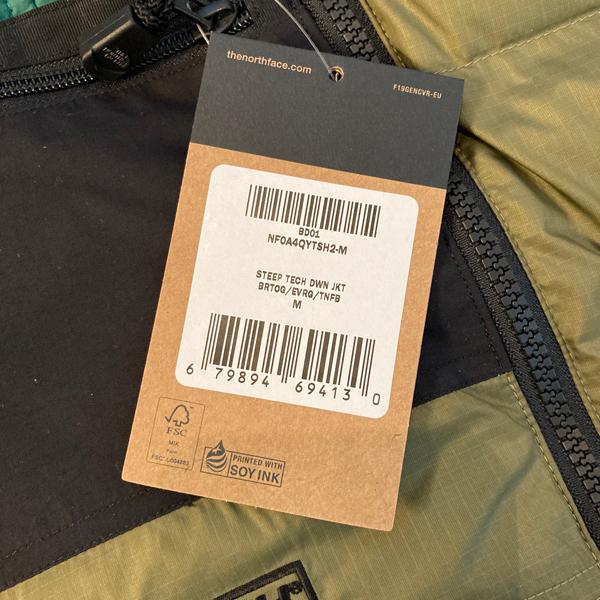 thenorthface.com
F19GENCVR-EU
BD01
NF0A4QYTSH2-M
STEEP TECH DWN JKT
BRTOG/EVRG/TNFB
M
6 79894 69413 0
FSC
MIX
PRINTED WITH
SOY INK